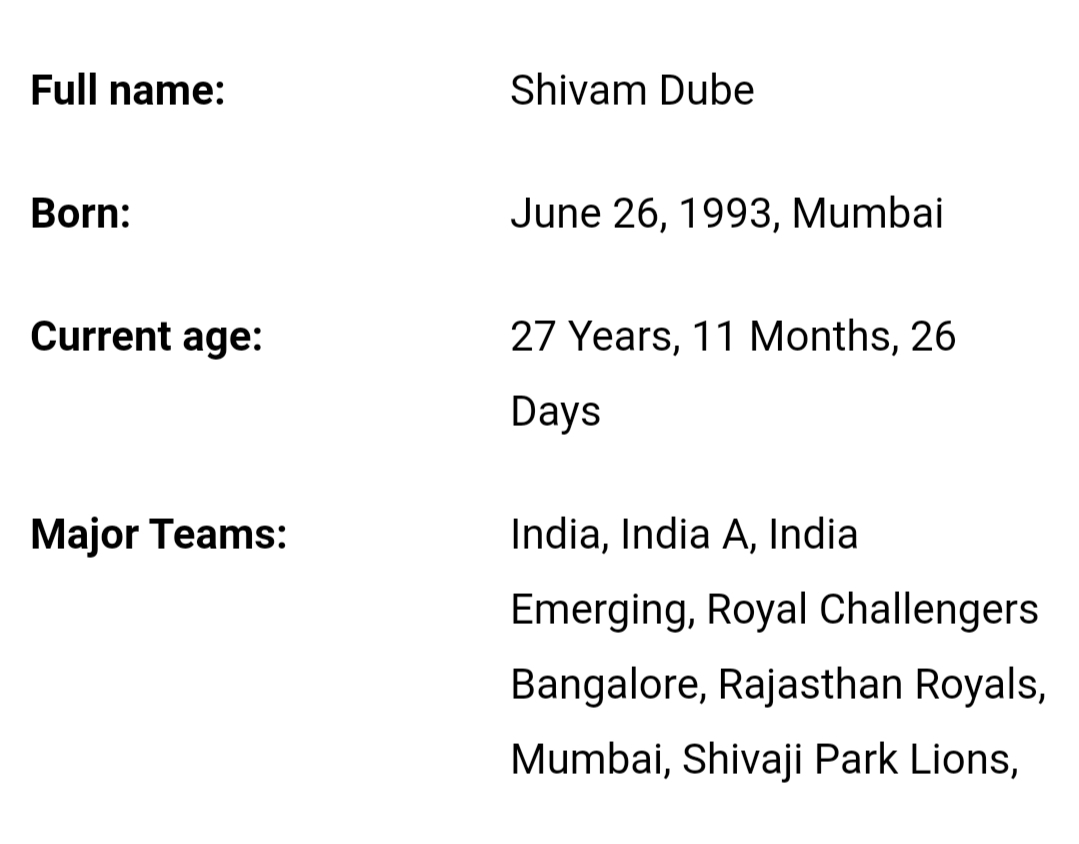 Full name: Shivam Dube
Born: June 26, 1993, Mumbai
Current age: 27 Years, 11 Months, 26
Days
Major Teams: India, India A, India
Emerging, Royal Challengers
Bangalore, Rajasthan Royals,
Mumbai, Shivaji Park Lions,